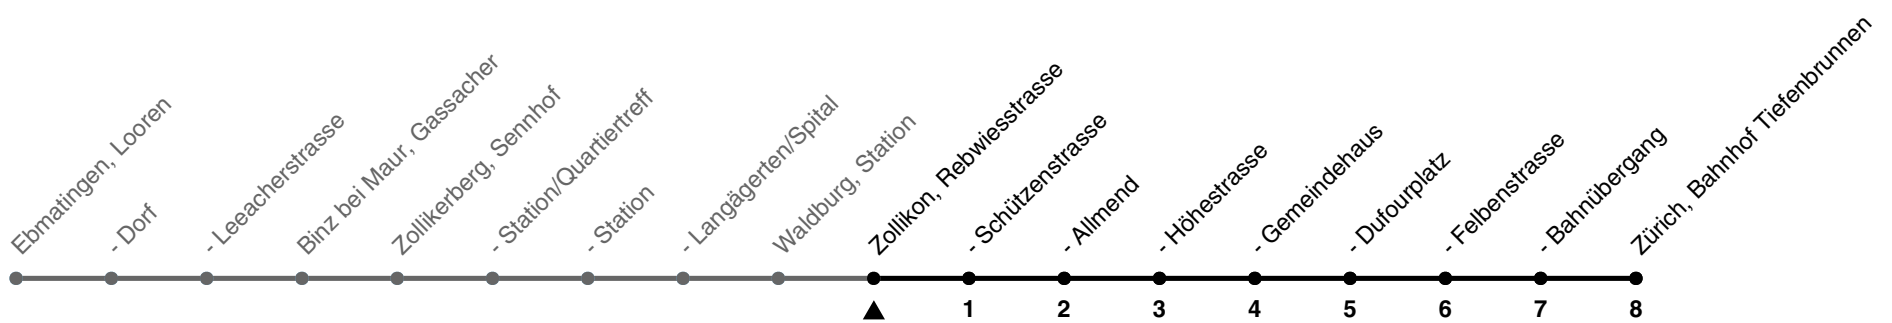 Ebmatingen, Looren
- Dorf
- Leeacherstrasse
Binz bei Maur, Gassacher
Zollikerberg, Sennhof
- Station/Quartiertreff
- Station
- Langägerten/Spital
Waldburg, Station
Zollikon, Rebwiesstrasse
- Schützenstrasse
- Allmend
- Höhestrasse
- Gemeindehaus
- Dufourplatz
- Felbenstrasse
- Bahnübergang
Zürich, Bahnhof Tiefenbrunnen
1 2 3 4 5 6 7 8